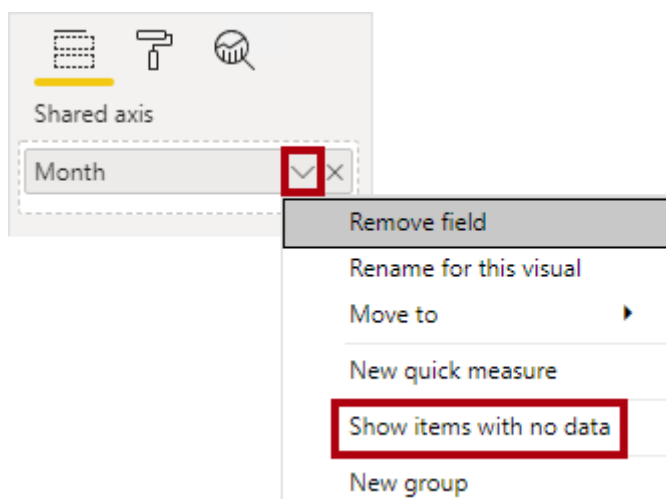 Shared axis
Month
Remove field
Rename for this visual
Move to
New quick measure
Show items with no data
New group